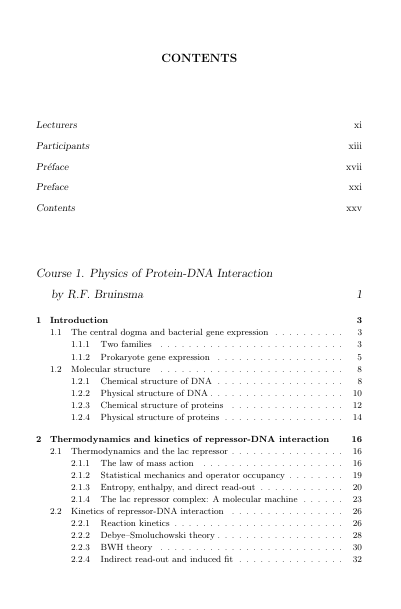 CONTENTS
Lecturers xi
Participants xiii
Préface xvii
Preface xxi
Contents xxv
Course 1. Physics of Protein-DNA Interaction
by R.F. Bruinsma 1
1 Introduction 3
1.1 The central dogma and bacterial gene expression . . . . . . . . . . 3
1.1.1 Two families . . . . . . . . . . . . . . . . . . . . . . . . . . 3
1.1.2 Prokaryote gene expression . . . . . . . . . . . . . . . . . . . 5
1.2 Molecular structure . . . . . . . . . . . . . . . . . . . . . . . . . . 8
1.2.1 Chemical structure of DNA . . . . . . . . . . . . . . . . . . . 8
1.2.2 Physical structure of DNA . . . . . . . . . . . . . . . . . . . 10
1.2.3 Chemical structure of proteins . . . . . . . . . . . . . . . . . 12
1.2.4 Physical structure of proteins . . . . . . . . . . . . . . . . . 14
2 Thermodynamics and kinetics of repressor-DNA interaction 16
2.1 Thermodynamics and the lac repressor . . . . . . . . . . . . . . . . 16
2.1.1 The law of mass action . . . . . . . . . . . . . . . . . . . . . 16
2.1.2 Statistical mechanics and operator occupancy . . . . . . . . . 19
2.1.3 Entropy, enthalpy, and direct read-out . . . . . . . . . . . . . 20
2.1.4 The lac repressor complex: A molecular machine . . . . . . . 23
2.2 Kinetics of repressor-DNA interaction . . . . . . . . . . . . . . . . 26
2.2.1 Reaction kinetics . . . . . . . . . . . . . . . . . . . . . . . . 26
2.2.2 Debye–Smoluchowski theory . . . . . . . . . . . . . . . . . . 28
2.2.3 BWH theory . . . . . . . . . . . . . . . . . . . . . . . . . . 30
2.2.4 Indirect read-out and induced fit . . . . . . . . . . . . . . . . 32